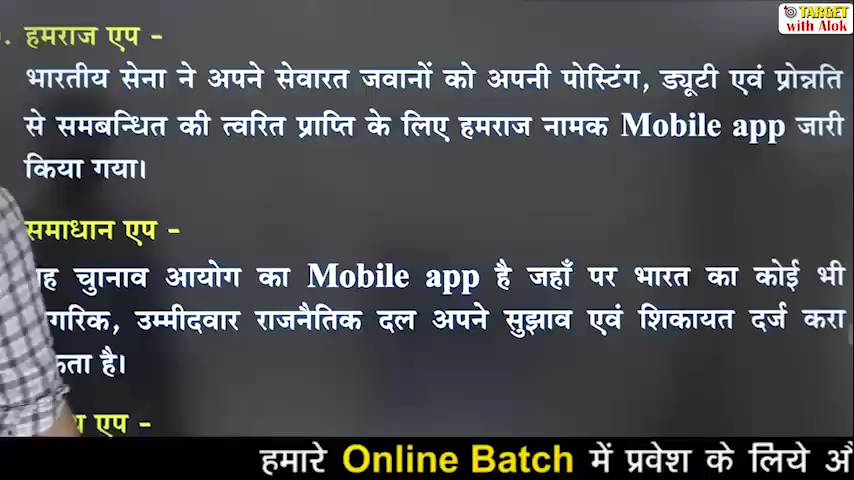 TARGET
with Alok
. हमराज एप -
भारतीय सेना ने अपने सेवारत जवानों को अपनी पोस्टिंग, ड्यूटी एवं प्रोन्नति
से समबन्धित की त्वरित प्राप्ति के लिए हमराज नामक Mobile app जारी
किया गया।
समाधान एप -
ह चुानाव आयोग का Mobile app है जहाँ पर भारत का कोई भी
गरिक, उम्मीदवार राजनैतिक दल अपने सुझाव एवं शिकायत दर्ज करा
कता है।
एप -
हमारे Online Batch में प्रवेश के लिये औ